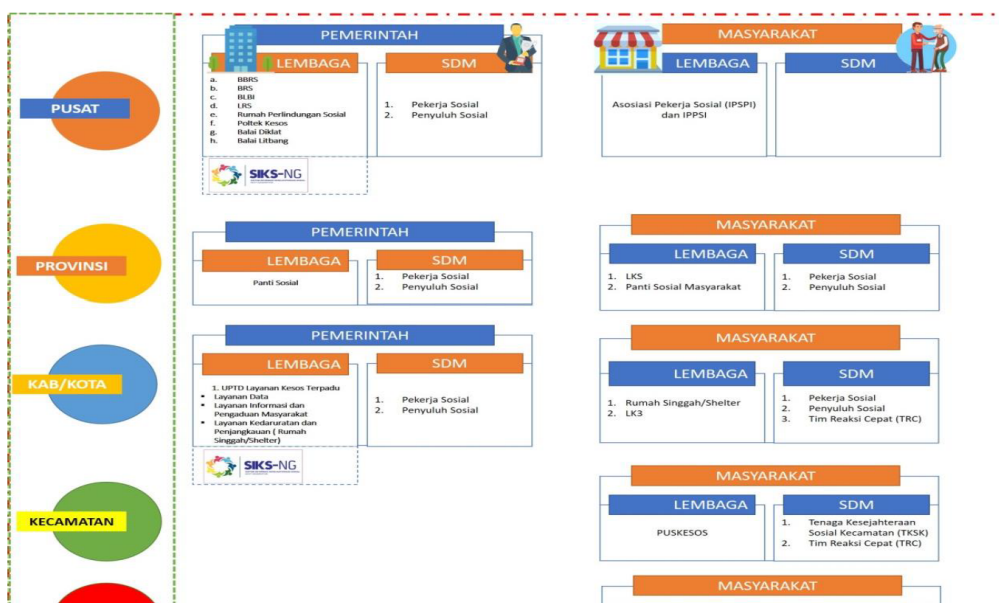 PEMERINTAH
MASYARAKAT
LEMBAGA
SDM
LEMBAGA
SDM
PUSAT
a. BBRS
b. BRS
c. BLBI
d. LRS
e. Rumah Perlindungan Sosial
f. Poltek Kesos
g. Balai Diklat
h. Balai Litbang
1. Pekerja Sosial
2. Penyuluh Sosial
Asosiasi Pekerja Sosial (IPSPI)
dan IPPSI
SIKS-NG
PROVINSI
PEMERINTAH
LEMBAGA
SDM
Panti Sosial
1. Pekerja Sosial
2. Penyuluh Sosial
MASYARAKAT
LEMBAGA
SDM
1. LKS
2. Panti Sosial Masyarakat
1. Pekerja Sosial
2. Penyuluh Sosial
KAB/KOTA
PEMERINTAH
LEMBAGA
SDM
1. UPTD Layanan Kesos Terpadu
• Layanan Data
• Layanan Informasi dan
Pengaduan Masyarakat
• Layanan Kedaruratan dan
Penjangkauan ( Rumah
Singgah/Shelter)
1. Pekerja Sosial
2. Penyuluh Sosial
SIKS-NG
MASYARAKAT
LEMBAGA
SDM
1. Rumah Singgah/Shelter
2. LK3
1. Pekerja Sosial
2. Penyuluh Sosial
3. Tim Reaksi Cepat (TRC)
KECAMATAN
MASYARAKAT
LEMBAGA
SDM
PUSKESOS
1. Tenaga Kesejahteraan
Sosial Kecamatan (TKSK)
2. Tim Reaksi Cepat (TRC)
MASYARAKAT